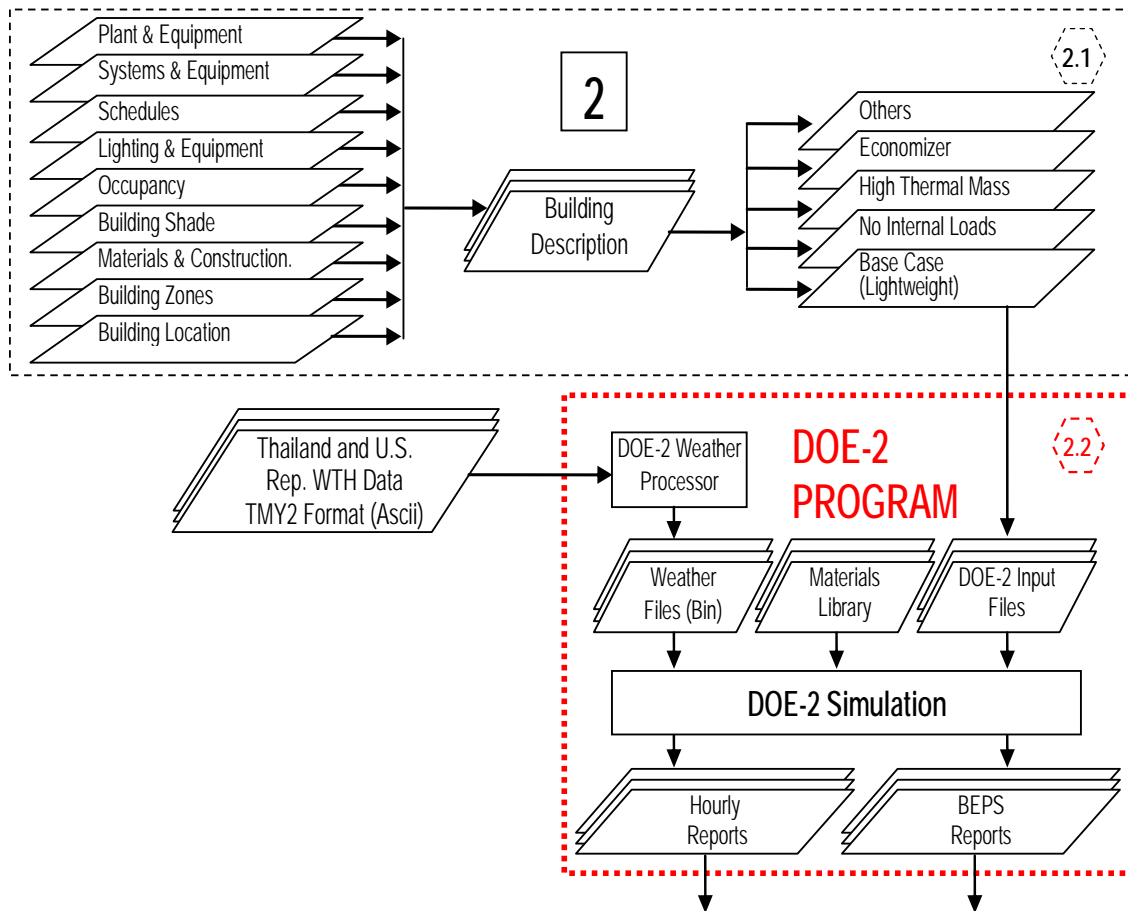 Plant & Equipment
Systems & Equipment
Schedules
Lighting & Equipment
Occupancy
Building Shade
Materials & Construction.
Building Zones
Building Location
2
2.1
Building
Description
Others
Economizer
High Thermal Mass
No Internal Loads
Base Case
(Lightweight)
Thailand and U.S.
Rep. WTH Data
TMY2 Format (Ascii)
DOE-2 Weather
Processor
DOE-2
PROGRAM
2.2
Weather
Files (Bin)
Materials
Library
DOE-2 Input
Files
DOE-2 Simulation
Hourly
Reports
BEPS
Reports